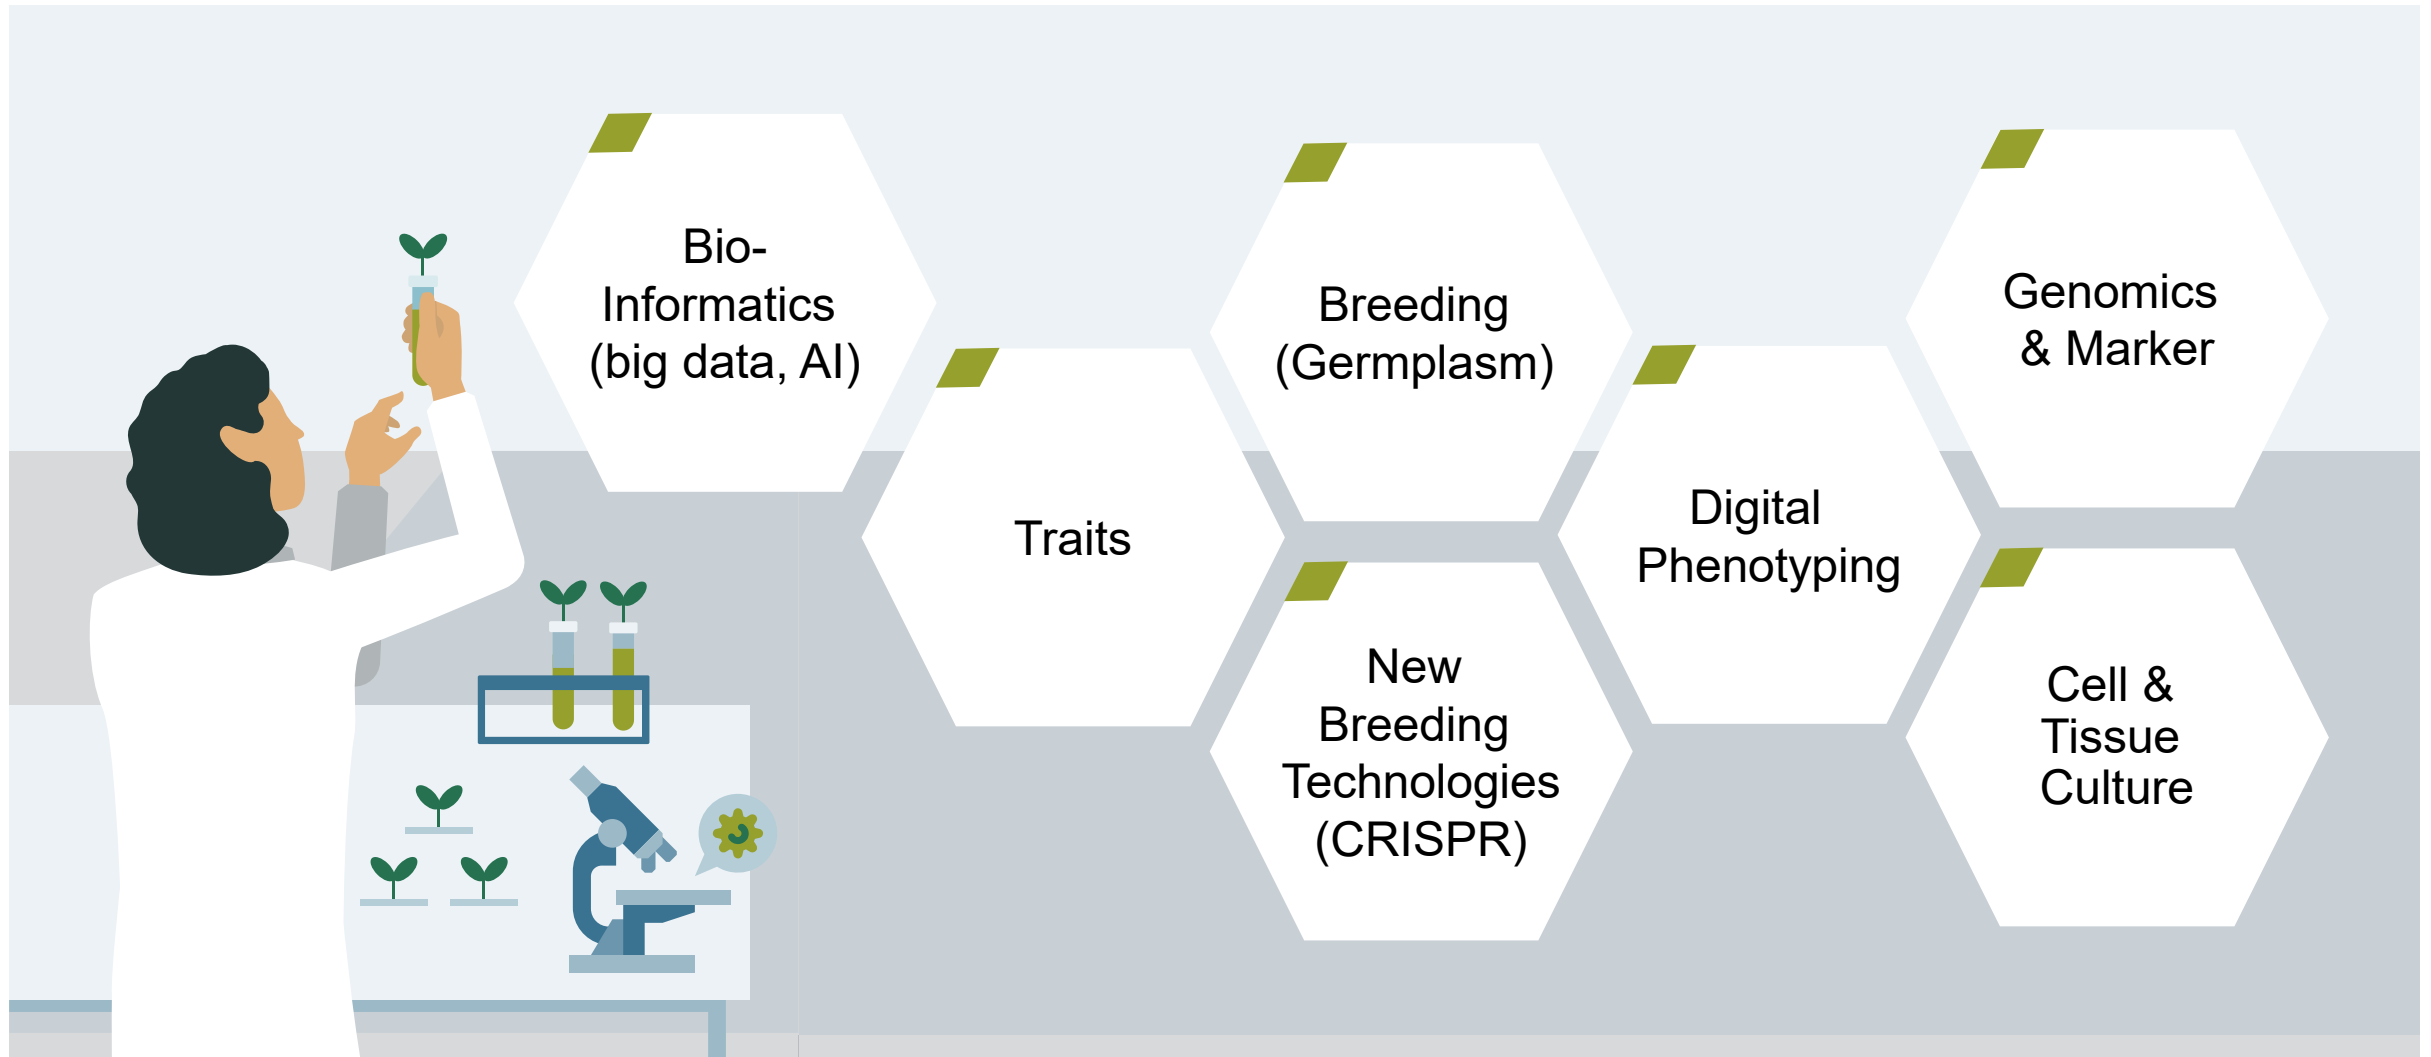 Bio-
Informatics
(big data, AI)
Traits
Breeding
(Germplasm)
New
Breeding
Technologies
(CRISPR)
Digital
Phenotyping
Genomics
& Marker
Cell &
Tissue
Culture